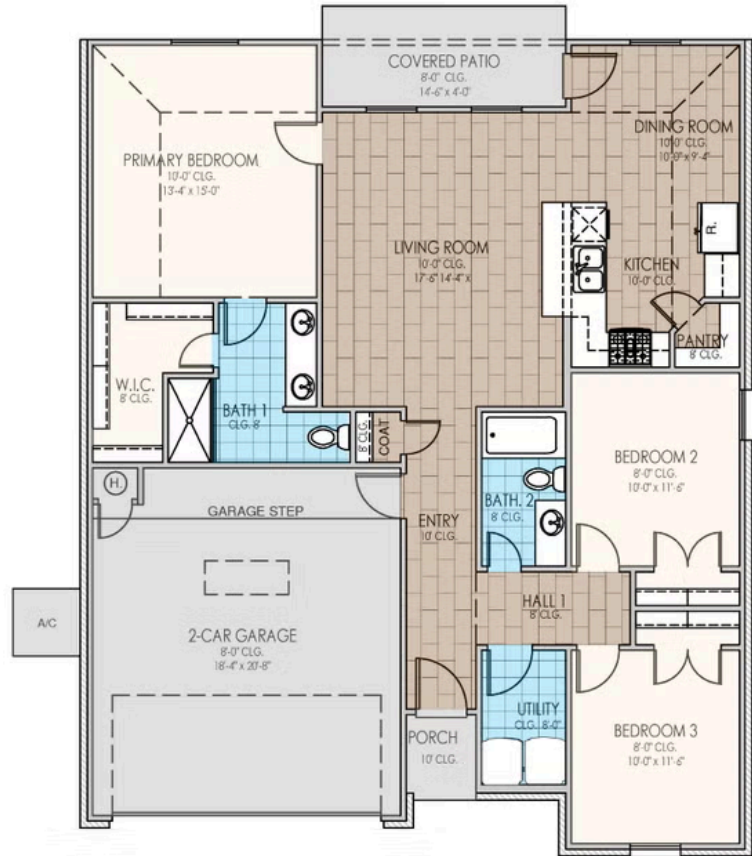 COVERED PATIO
8'-0" CLG.
14'-6" x 4'-0"
DINING ROOM
10'-0" CLG.
10'-0" x 9'-4"
PRIMARY BEDROOM
10'-0" CLG.
13'-4" x 15'-0"
R.
LIVING ROOM
10'-0" CLG.
17'-6" 14'-4" x
KITCHEN
10'-0" CLG.
PANTRY
8' CLG.
W.I.C.
8' CLG.
BATH 1
CLG. 8'
8' CLG.
COAT
BEDROOM 2
8'-0" CLG.
10'-0" x 11'-6"
H.
BATH. 2
8' CLG.
GARAGE STEP
ENTRY
10' CLG.
HALL 1
8' CLG.
A/C
2-CAR GARAGE
8'-0" CLG.
18'-4" x 20'-8"
UTILITY
CLG. 8'-0"
PORCH
10' CLG.
BEDROOM 3
8'-0" CLG.
10'-0" x 11'-6"